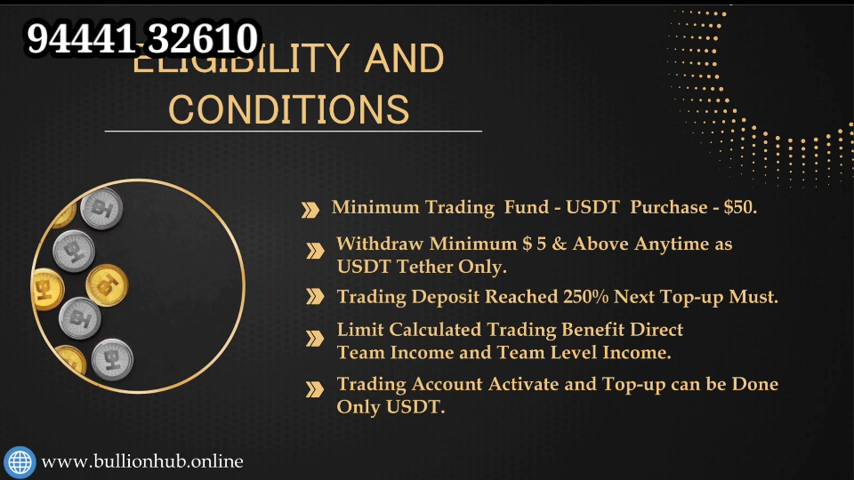 94441 32610
ELIGIBILITY AND
CONDITIONS
Minimum Trading Fund - USDT Purchase - $50.
Withdraw Minimum $ 5 & Above Anytime as
USDT Tether Only.
Trading Deposit Reached 250% Next Top-up Must.
Limit Calculated Trading Benefit Direct
Team Income and Team Level Income.
Trading Account Activate and Top-up can be Done
Only USDT.
www.bullionhub.online